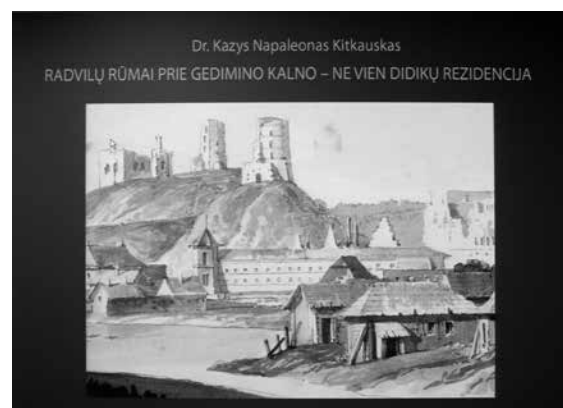 Dr. Kazys Napaleonas Kitkauskas
RADVILŲ RŪMAI PRIE GEDIMINO KALNO – NE VIEN DIDIKŲ REZIDENCIJA